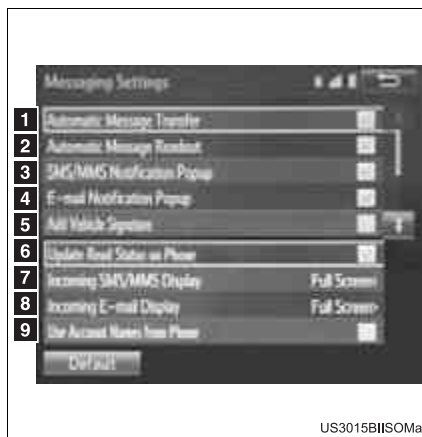 Messaging Settings
1 Automatic Message Transfer
2 Automatic Message Readout
3 SMS/MMS Notification Popup
4 E-mail Notification Popup
5 Add Vehicle Signature
6 Update Read Status on Phone
7 Incoming SMS/MMS Display Full Screen
8 Incoming E-mail Display Full Screen
9 Use Account Names from Phone
Default
US3015BIISOMa